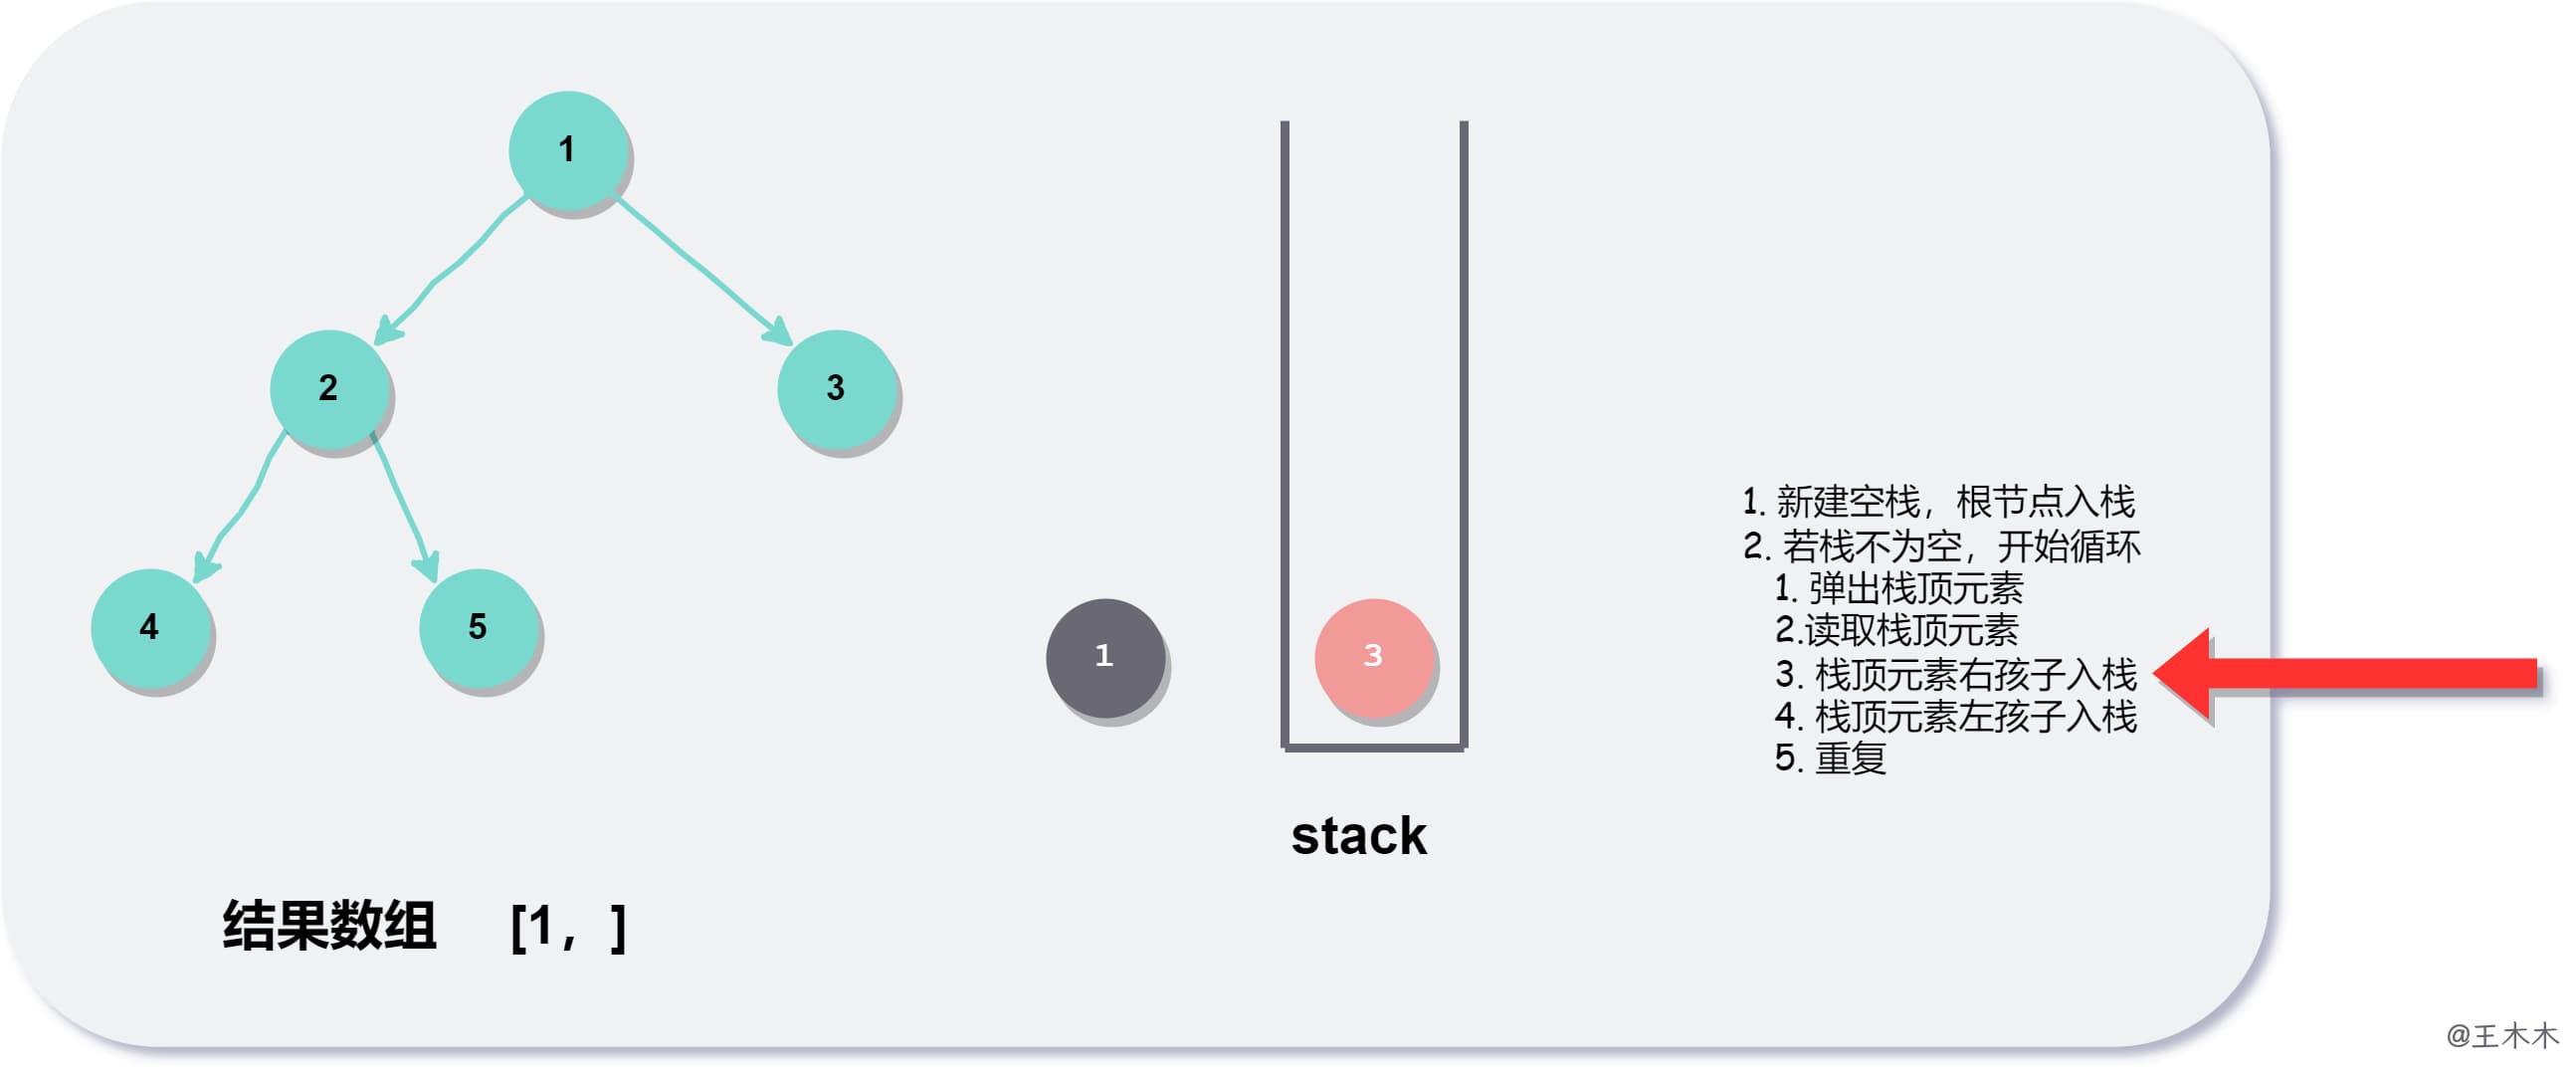 1
2
3
4
5
1
3
stack
结果数组 [1, ]
1. 新建空栈，根节点入栈
2. 若栈不为空，开始循环
1. 弹出栈顶元素
2.读取栈顶元素
3. 栈顶元素右孩子入栈
4. 栈顶元素左孩子入栈
5. 重复
@王木木